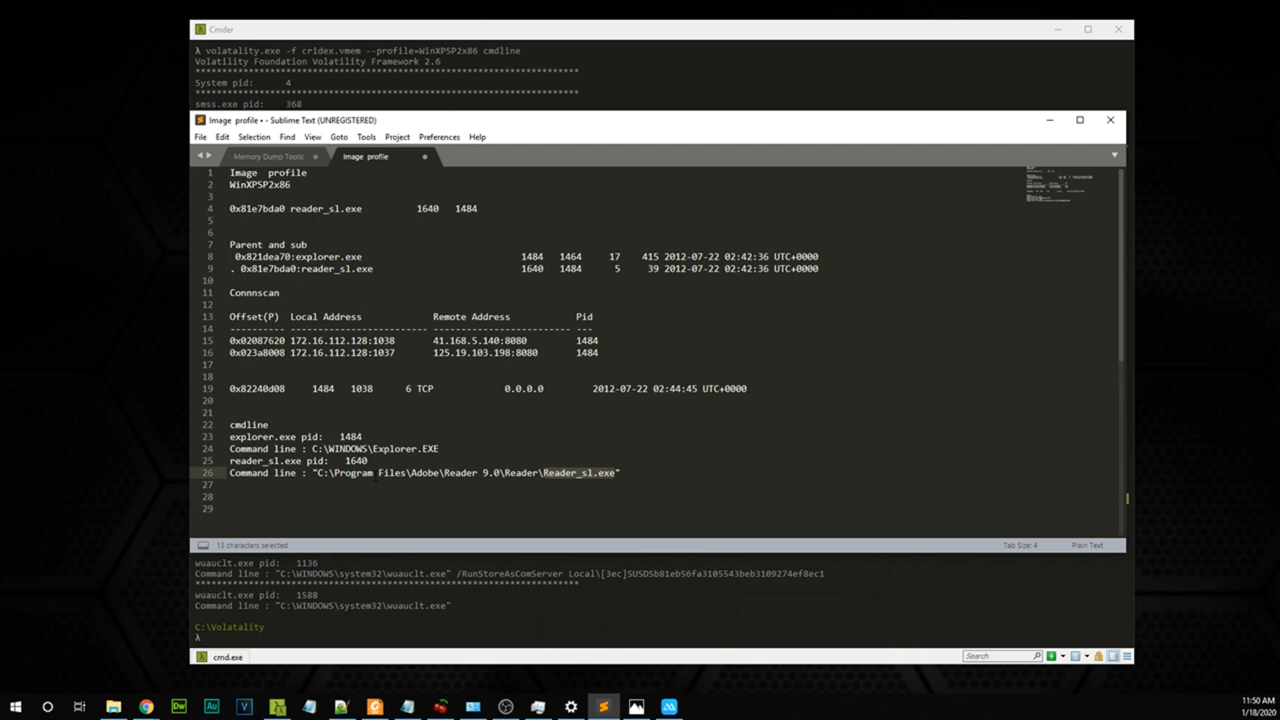 Cmder
λ volatality.exe -f cridex.vmem --profile=WinXPSP2x86 cmdline
Volatility Foundation Volatility Framework 2.6
************************************************************************
System pid: 4
************************************************************************
smss.exe pid: 368
Image profile • - Sublime Text (UNREGISTERED)
File Edit Selection Find View Goto Tools Project Preferences Help
Memory Dump Tools: Image profile
1 Image profile
2 WinXPSP2x86
3
4 0x81e7bda0 reader_sl.exe 1640 1484
5
6
7 Parent and sub
8 0x821dea70:explorer.exe 1484 1464 17 415 2012-07-22 02:42:36 UTC+0000
9 . 0x81e7bda0:reader_sl.exe 1640 1484 5 39 2012-07-22 02:42:36 UTC+0000
10
11 Connnscan
12
13 Offset(P) Local Address Remote Address Pid
14 ---------- ------------------------- ------------------------- ---
15 0x02087620 172.16.112.128:1038 41.168.5.140:8080 1484
16 0x023a8008 172.16.112.128:1037 125.19.103.198:8080 1484
17
18
19 0x82240d08 1484 1038 6 TCP 0.0.0.0 2012-07-22 02:44:45 UTC+0000
20
21
22 cmdline
23 explorer.exe pid: 1484
24 Command line : C:\WINDOWS\Explorer.EXE
25 reader_sl.exe pid: 1640
26 Command line : "C:\Program Files\Adobe\Reader 9.0\Reader\Reader_sl.exe"
27
28
29
13 characters selected Tab Size: 4 Plain Text
wuauclt.exe pid: 1136
Command line : "C:\WINDOWS\system32\wuauclt.exe" /RunStoreAsComServer Local\[3ec]SUSDSb81eb56fa3105543beb3109274ef8ec1
************************************************************************
wuauclt.exe pid: 1588
Command line : "C:\WINDOWS\system32\wuauclt.exe"
C:\Volatality
λ
cmd.exe Search
Dw Au V
11:50 AM
1/18/2020